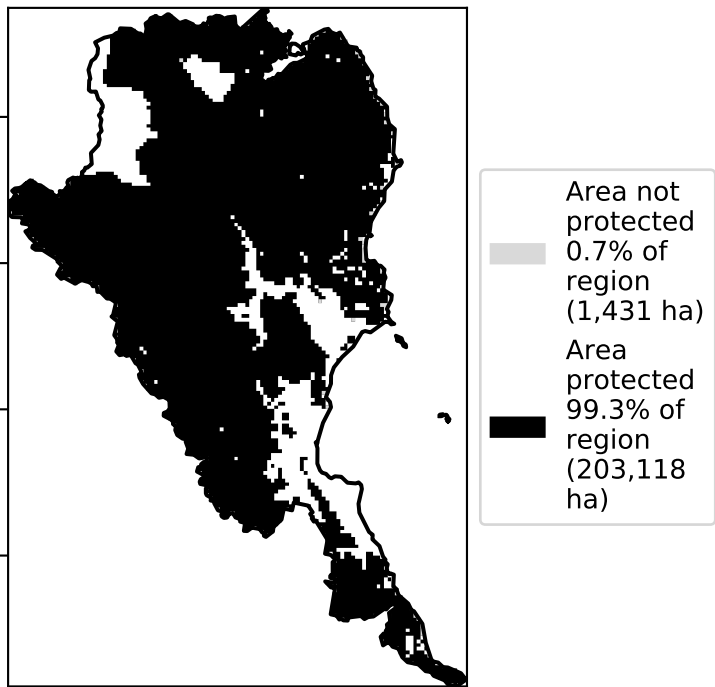 Area not
protected
0.7% of
region
(1,431 ha)
Area
protected
99.3% of
region
(203,118
ha)